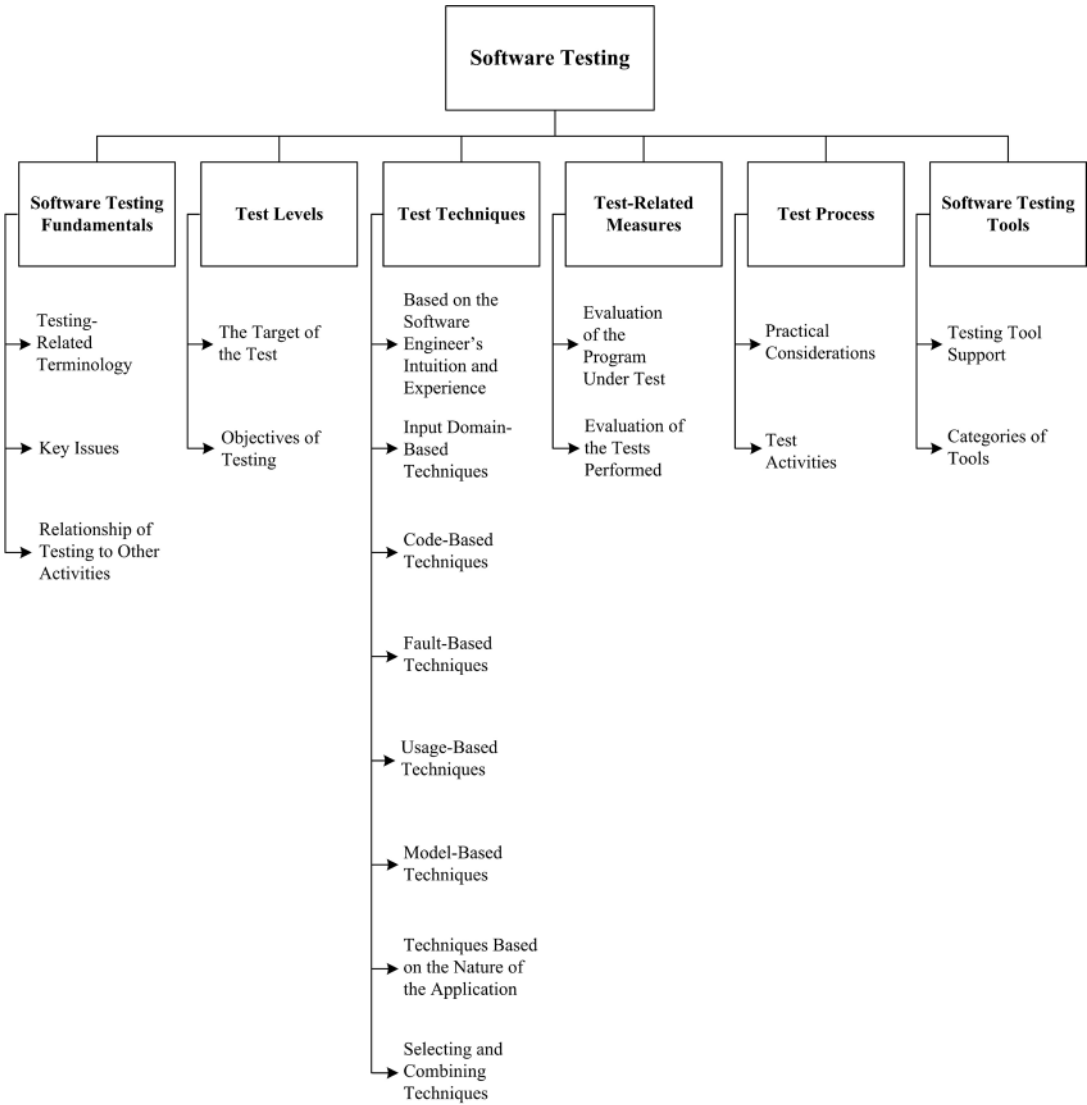 Software Testing
Software Testing
Fundamentals
Test Levels
Test Techniques
Test-Related
Measures
Test Process
Software Testing
Tools
Testing-
Related
Terminology
Key Issues
Relationship of
Testing to Other
Activities
The Target of
the Test
Objectives of
Testing
Based on the
Software
Engineer’s
Intuition and
Experience
Input Domain-
Based
Techniques
Code-Based
Techniques
Fault-Based
Techniques
Usage-Based
Techniques
Model-Based
Techniques
Techniques Based
on the Nature of
the Application
Selecting and
Combining
Techniques
Evaluation
of the
Program
Under Test
Evaluation of
the Tests
Performed
Practical
Considerations
Test
Activities
Testing Tool
Support
Categories of
Tools